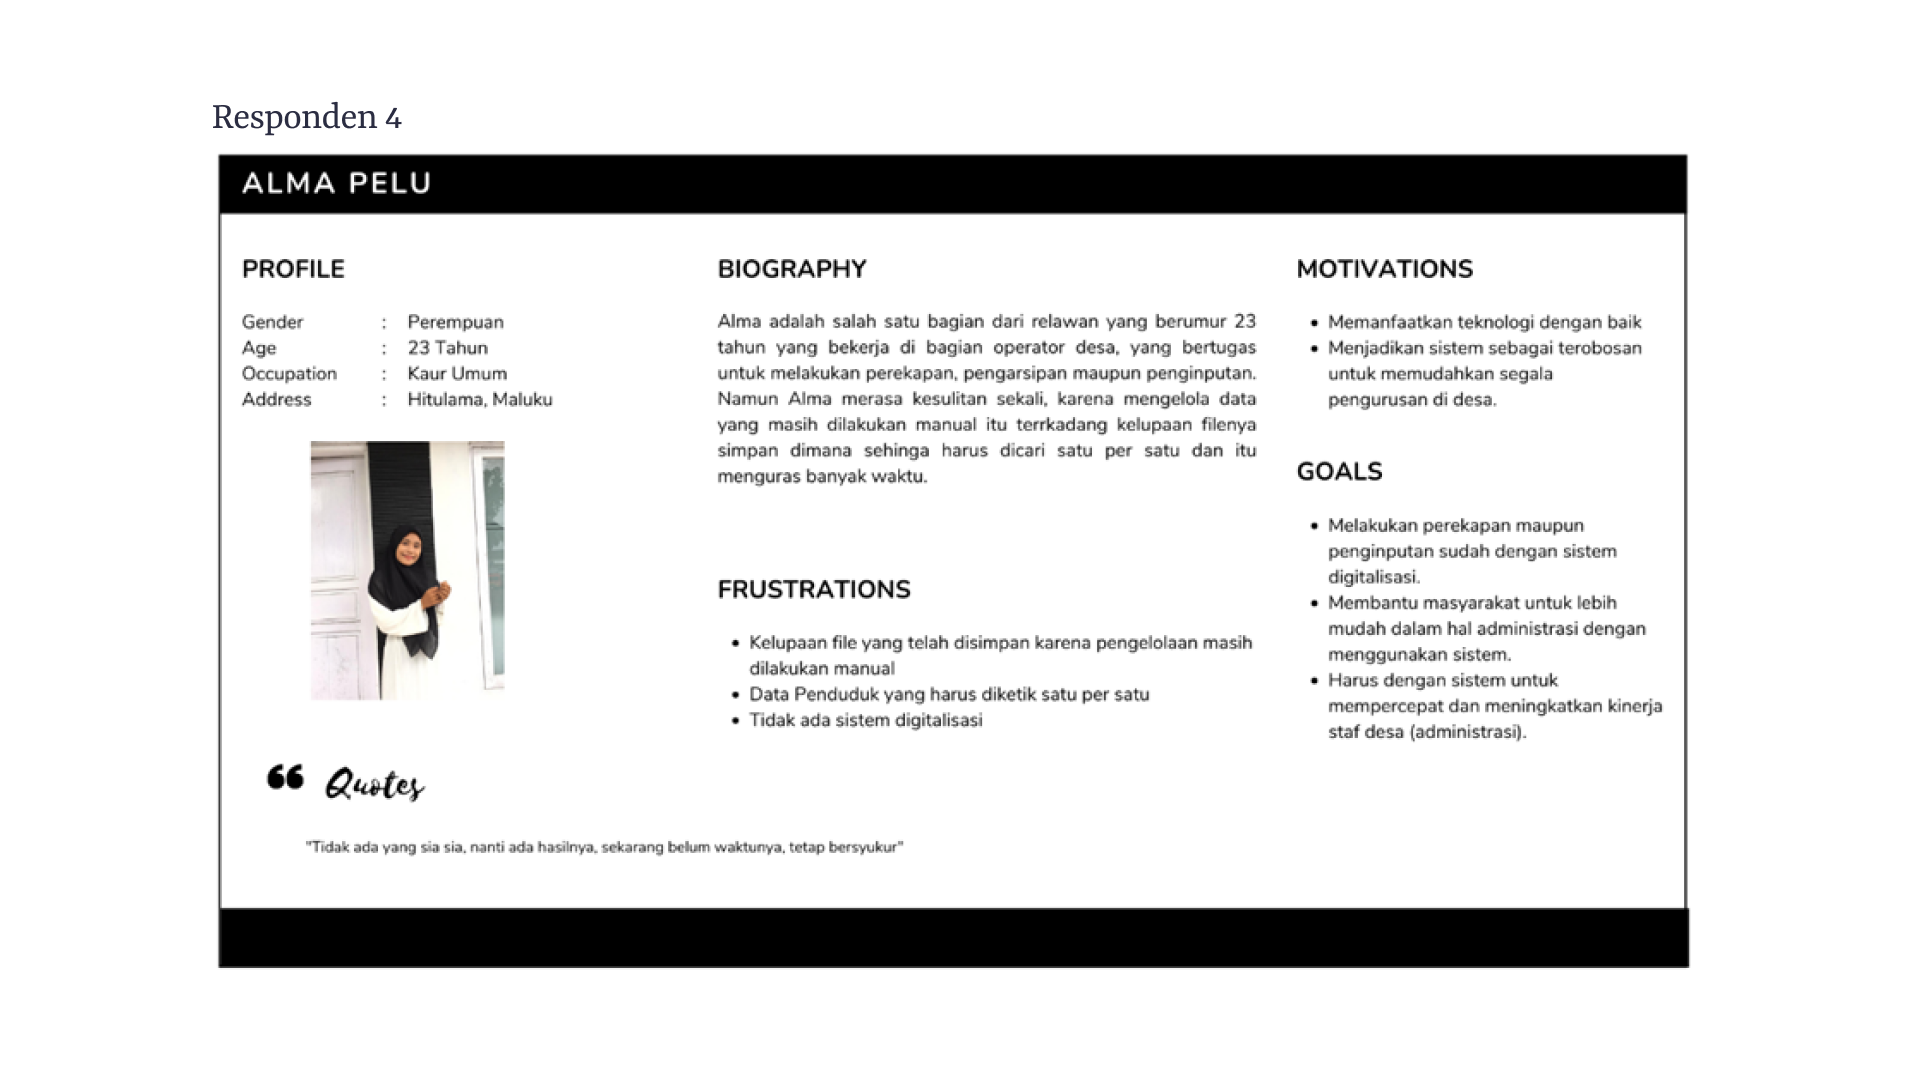 Responden 4
ALMA PELU
PROFILE
Gender : Perempuan
Age : 23 Tahun
Occupation : Kaur Umum
Address : Hitulama, Maluku
"Quotes
"Tidak ada yang sia sia, nanti ada hasilnya, sekarang belum waktunya, tetap bersyukur"
BIOGRAPHY
Alma adalah salah satu bagian dari relawan yang berumur 23
tahun yang bekerja di bagian operator desa, yang bertugas
untuk melakukan perekapan, pengarsipan maupun penginputan.
Namun Alma merasa kesulitan sekali, karena mengelola data
yang masih dilakukan manual itu terrkadang kelupaan filenya
simpan dimana sehinga harus dicari satu per satu dan itu
menguras banyak waktu.
FRUSTRATIONS
• Kelupaan file yang telah disimpan karena pengelolaan masih
dilakukan manual
• Data Penduduk yang harus diketik satu per satu
• Tidak ada sistem digitalisasi
MOTIVATIONS
• Memanfaatkan teknologi dengan baik
• Menjadikan sistem sebagai terobosan
untuk memudahkan segala
pengurusan di desa.
GOALS
• Melakukan perekapan maupun
penginputan sudah dengan sistem
digitalisasi.
• Membantu masyarakat untuk lebih
mudah dalam hal administrasi dengan
menggunakan sistem.
• Harus dengan sistem untuk
mempercepat dan meningkatkan kinerja
staf desa (administrasi).